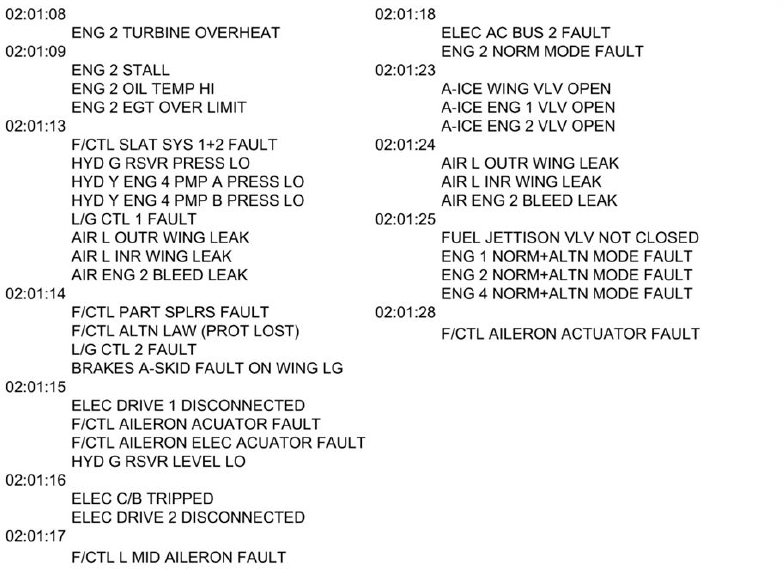 02:01:08
ENG 2 TURBINE OVERHEAT
02:01:09
ENG 2 STALL
ENG 2 OIL TEMP HI
ENG 2 EGT OVER LIMIT
02:01:13
F/CTL SLAT SYS 1+2 FAULT
HYD G RSVR PRESS LO
HYD Y ENG 4 PMP A PRESS LO
HYD Y ENG 4 PMP B PRESS LO
L/G CTL 1 FAULT
AIR L OUTR WING LEAK
AIR L INR WING LEAK
AIR ENG 2 BLEED LEAK
02:01:14
F/CTL PART SPLRS FAULT
F/CTL ALTN LAW (PROT LOST)
L/G CTL 2 FAULT
BRAKES A-SKID FAULT ON WING LG
02:01:15
ELEC DRIVE 1 DISCONNECTED
F/CTL AILERON ACUATOR FAULT
F/CTL AILERON ELEC ACUATOR FAULT
HYD G RSVR LEVEL LO
02:01:16
ELEC C/B TRIPPED
ELEC DRIVE 2 DISCONNECTED
02:01:17
F/CTL L MID AILERON FAULT
02:01:18
ELEC AC BUS 2 FAULT
ENG 2 NORM MODE FAULT
02:01:23
A-ICE WING VLV OPEN
A-ICE ENG 1 VLV OPEN
A-ICE ENG 2 VLV OPEN
02:01:24
AIR L OUTR WING LEAK
AIR L INR WING LEAK
AIR ENG 2 BLEED LEAK
02:01:25
FUEL JETTISON VLV NOT CLOSED
ENG 1 NORM+ALTN MODE FAULT
ENG 2 NORM+ALTN MODE FAULT
ENG 4 NORM+ALTN MODE FAULT
02:01:28
F/CTL AILERON ACTUATOR FAULT